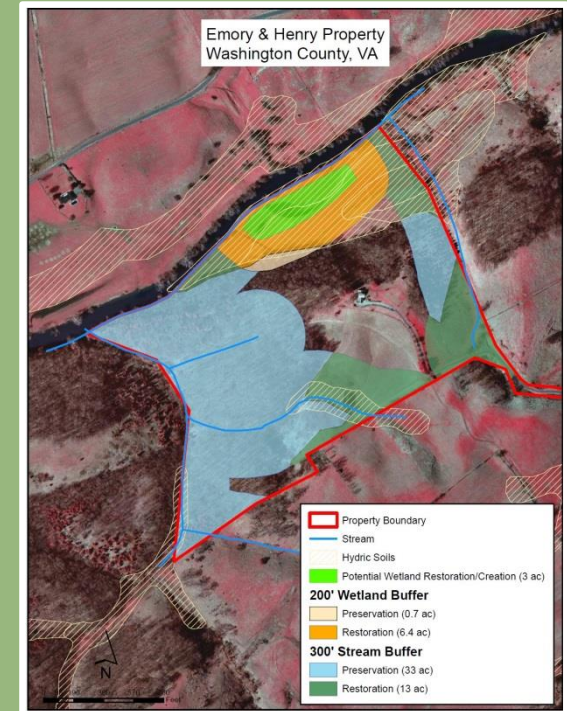 Emory & Henry Property
Washington County, VA
Property Boundary
Stream
Hydric Soils
Potential Wetland Restoration/Creation (3 ac)
200' Wetland Buffer
Preservation (0.7 ac)
Restoration (6.4 ac)
300' Stream Buffer
Preservation (33 ac)
Restoration (13 ac)
N
Feet